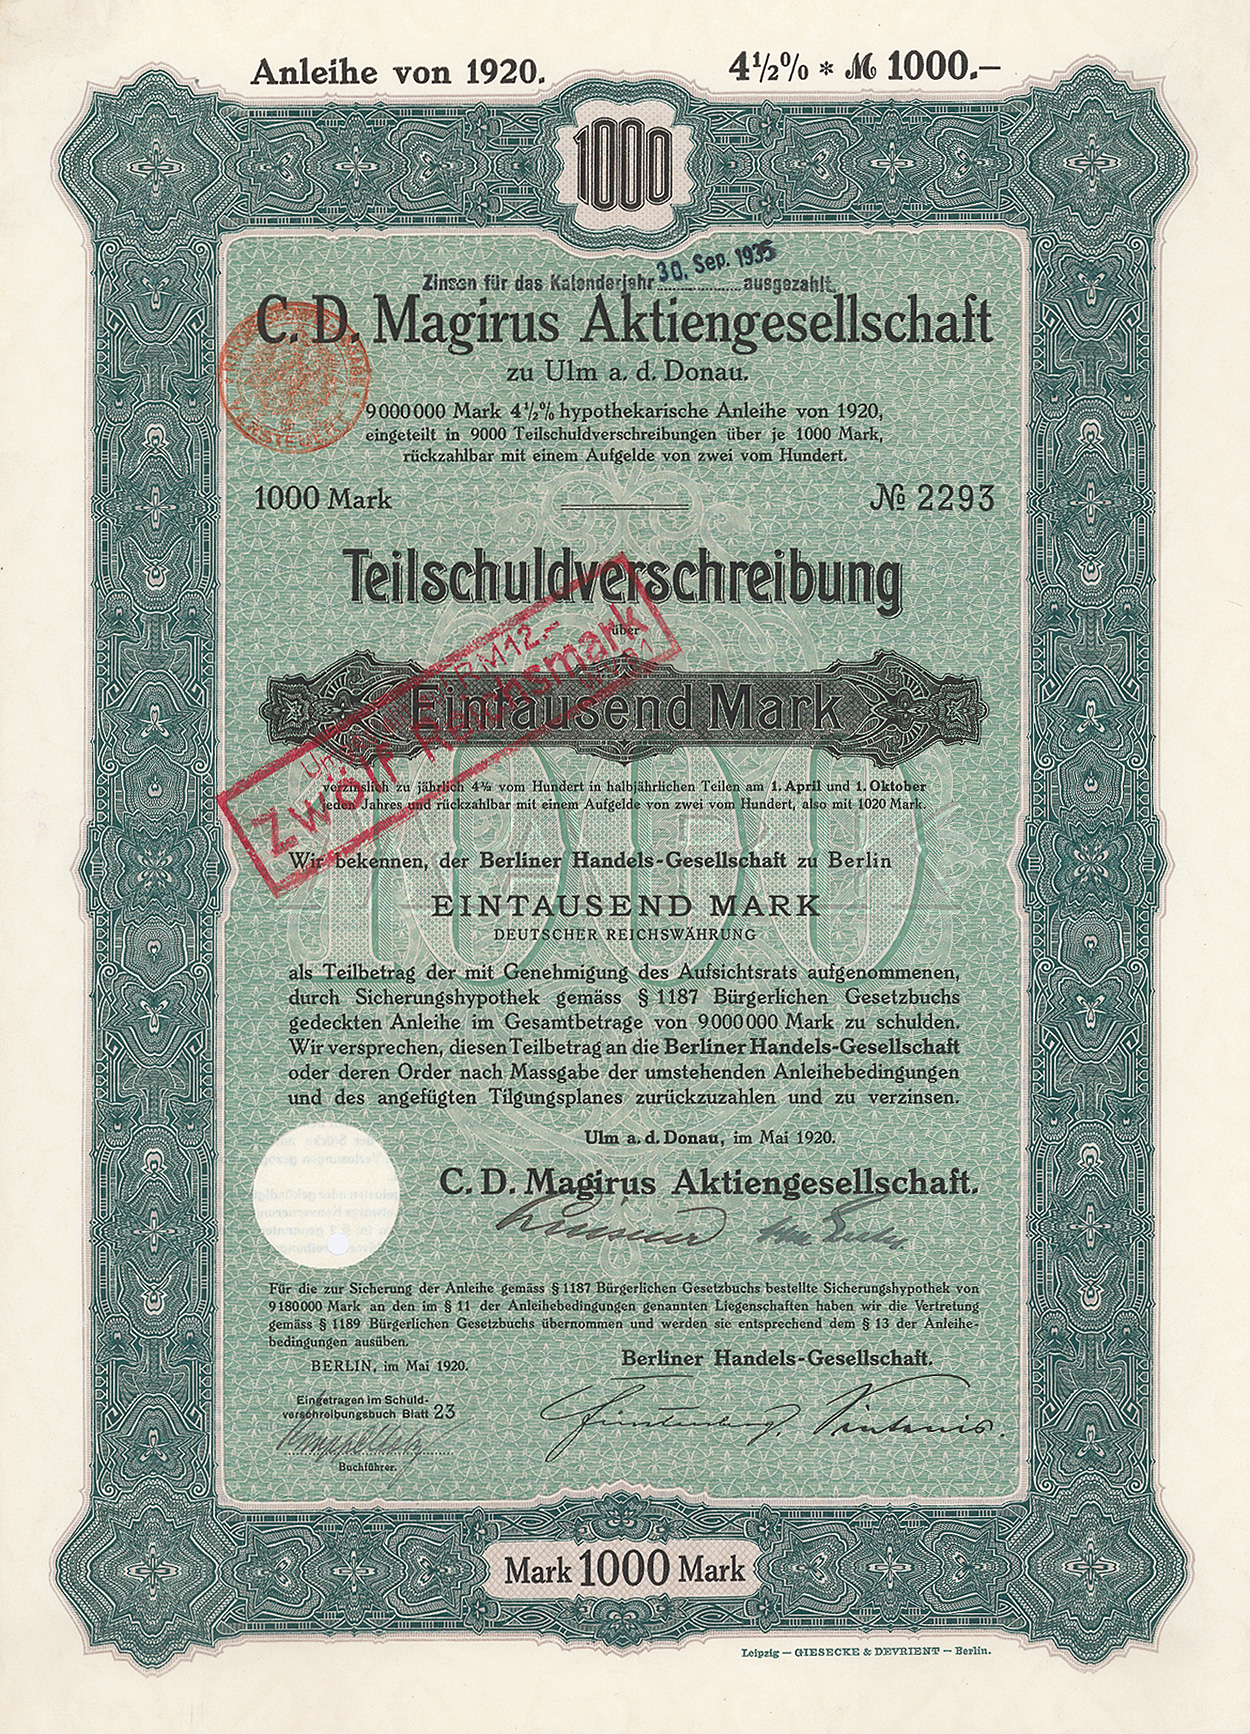 Anleihe von 1920.
4½% * ℳ 1000.—
1000
Zinsen für das Kalenderjahr 30. Sep. 1935 ausgezahlt.
C. D. Magirus Aktiengesellschaft
zu Ulm a. d. Donau.
VERSTEUERT
9000000 Mark 4½% hypothekarische Anleihe von 1920,
eingeteilt in 9000 Teilschuldverschreibungen über je 1000 Mark,
rückzahlbar mit einem Aufgelde von zwei vom Hundert.
1000 Mark
№ 2293
Teilschuldverschreibung
über
RM 12.-
Zwölf Reichsmark
Eintausend Mark
1000
MARK
verzinslich zu jährlich 4½ vom Hundert in halbjährlichen Teilen am 1. April und 1. Oktober
jeden Jahres und rückzahlbar mit einem Aufgelde von zwei vom Hundert, also mit 1020 Mark.
Wir bekennen, der Berliner Handels-Gesellschaft zu Berlin
EINTAUSEND MARK
DEUTSCHER REICHSWÄHRUNG
als Teilbetrag der mit Genehmigung des Aufsichtsrats aufgenommenen,
durch Sicherungshypothek gemäss § 1187 Bürgerlichen Gesetzbuchs
gedeckten Anleihe im Gesamtbetrage von 9000000 Mark zu schulden.
Wir versprechen, diesen Teilbetrag an die Berliner Handels-Gesellschaft
oder deren Order nach Massgabe der umstehenden Anleihebedingungen
und des angefügten Tilgungsplanes zurückzuzahlen und zu verzinsen.
Ulm a. d. Donau, im Mai 1920.
C. D. Magirus Aktiengesellschaft.
Für die zur Sicherung der Anleihe gemäss § 1187 Bürgerlichen Gesetzbuchs bestellte Sicherungshypothek von
9180000 Mark an den im § 11 der Anleihebedingungen genannten Liegenschaften haben wir die Vertretung
gemäss § 1189 Bürgerlichen Gesetzbuchs übernommen und werden sie entsprechend dem § 13 der Anleihe-
bedingungen ausüben.
BERLIN, im Mai 1920.
Berliner Handels-Gesellschaft.
Eingetragen im Schuld-
verschreibungsbuch Blatt 23
Fürstenberg. Sintenis.
Buchführer.
Mark 1000 Mark
Leipzig — GIESECKE & DEVRIENT — Berlin.